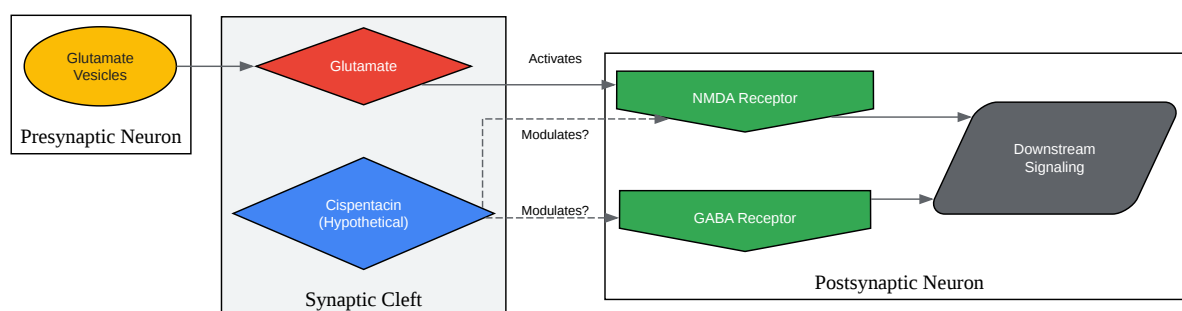 Glutamate
Vesicles
Presynaptic Neuron
Glutamate
Cispentacin
(Hypothetical)
Synaptic Cleft
Activates
Modulates?
Modulates?
NMDA Receptor
GABA Receptor
Downstream
Signaling
Postsynaptic Neuron